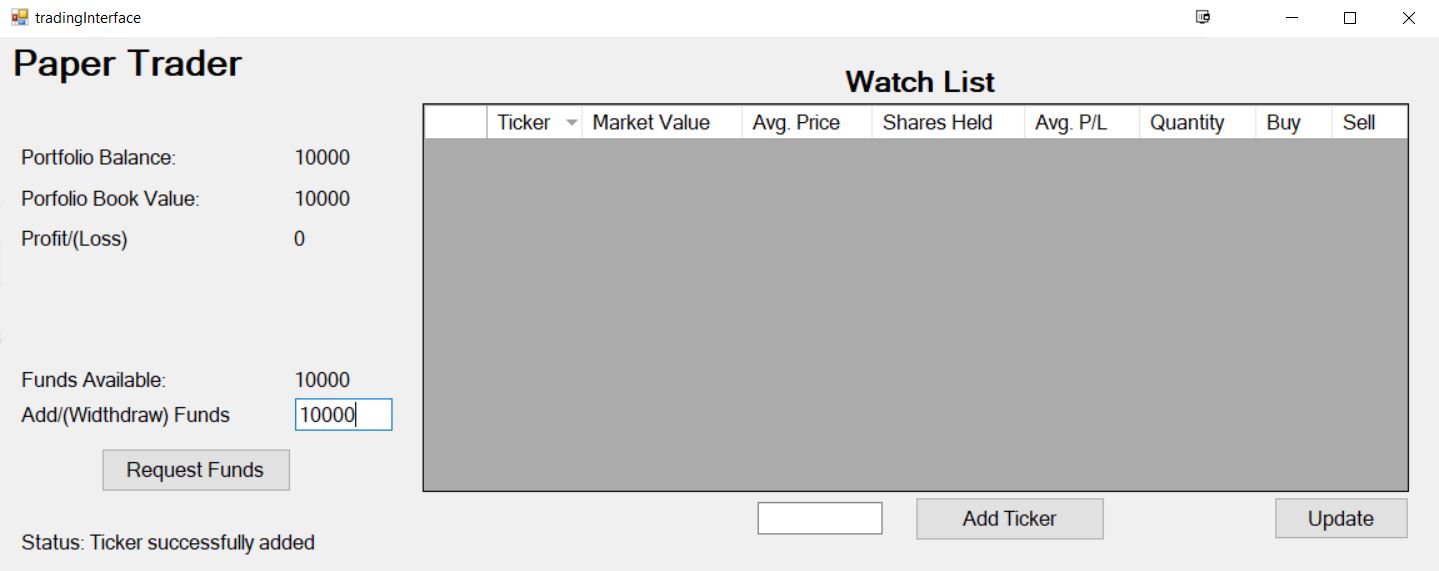 tradingInterface
Paper Trader
Watch List
Ticker Market Value Avg. Price Shares Held Avg. P/L Quantity Buy Sell
Portfolio Balance: 10000
Porfolio Book Value: 10000
Profit/(Loss) 0
Funds Available: 10000
Add/(Widthdraw) Funds 10000
Request Funds
Add Ticker Update
Status: Ticker successfully added